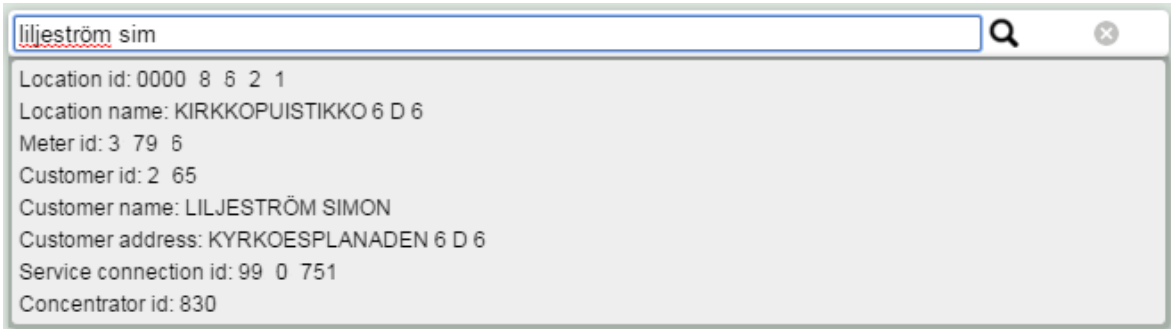 liljeström sim
Location id: 0000 8 6 2 1
Location name: KIRKKOPUISTIKKO 6 D 6
Meter id: 3 79 6
Customer id: 2 65
Customer name: LILJESTRÖM SIMON
Customer address: KYRKOESPLANADEN 6 D 6
Service connection id: 99 0 751
Concentrator id: 830